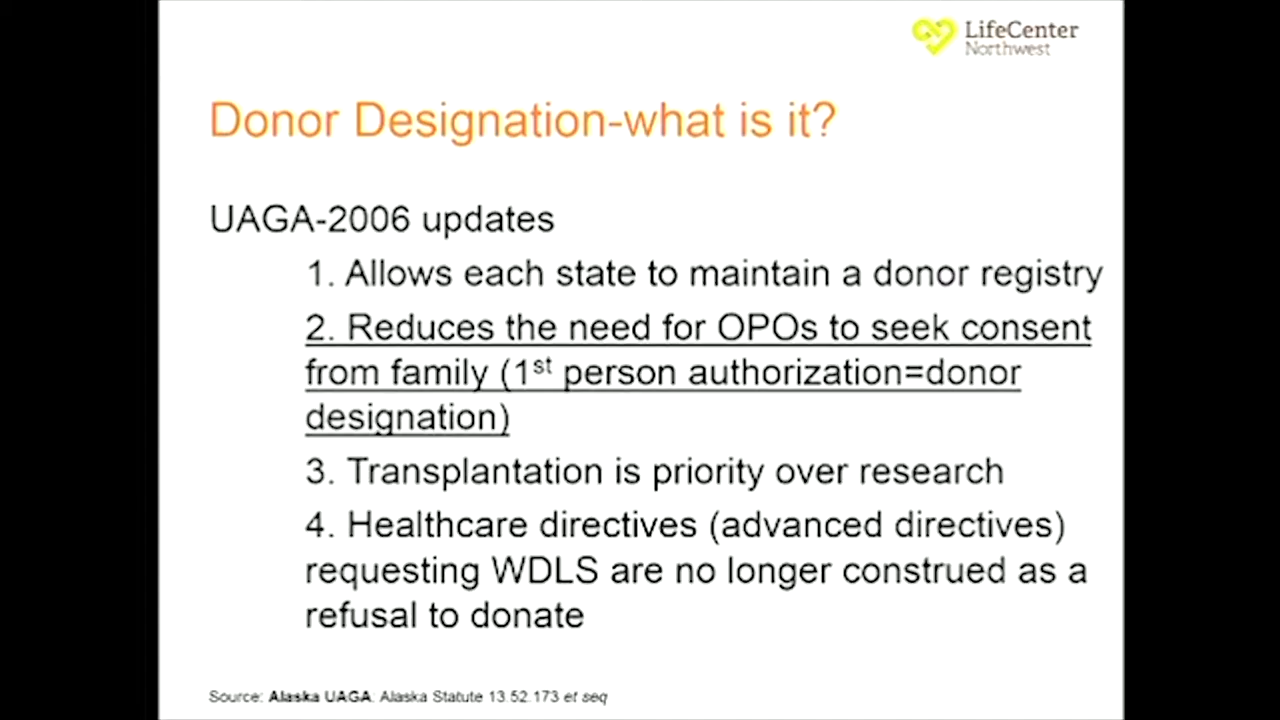 LifeCenter
Northwest
Donor Designation-what is it?
UAGA-2006 updates
1. Allows each state to maintain a donor registry
2. Reduces the need for OPOs to seek consent
from family (1st person authorization=donor
designation)
3. Transplantation is priority over research
4. Healthcare directives (advanced directives)
requesting WDLS are no longer construed as a
refusal to donate
Source: Alaska UAGA. Alaska Statute 13.52.173 et seq